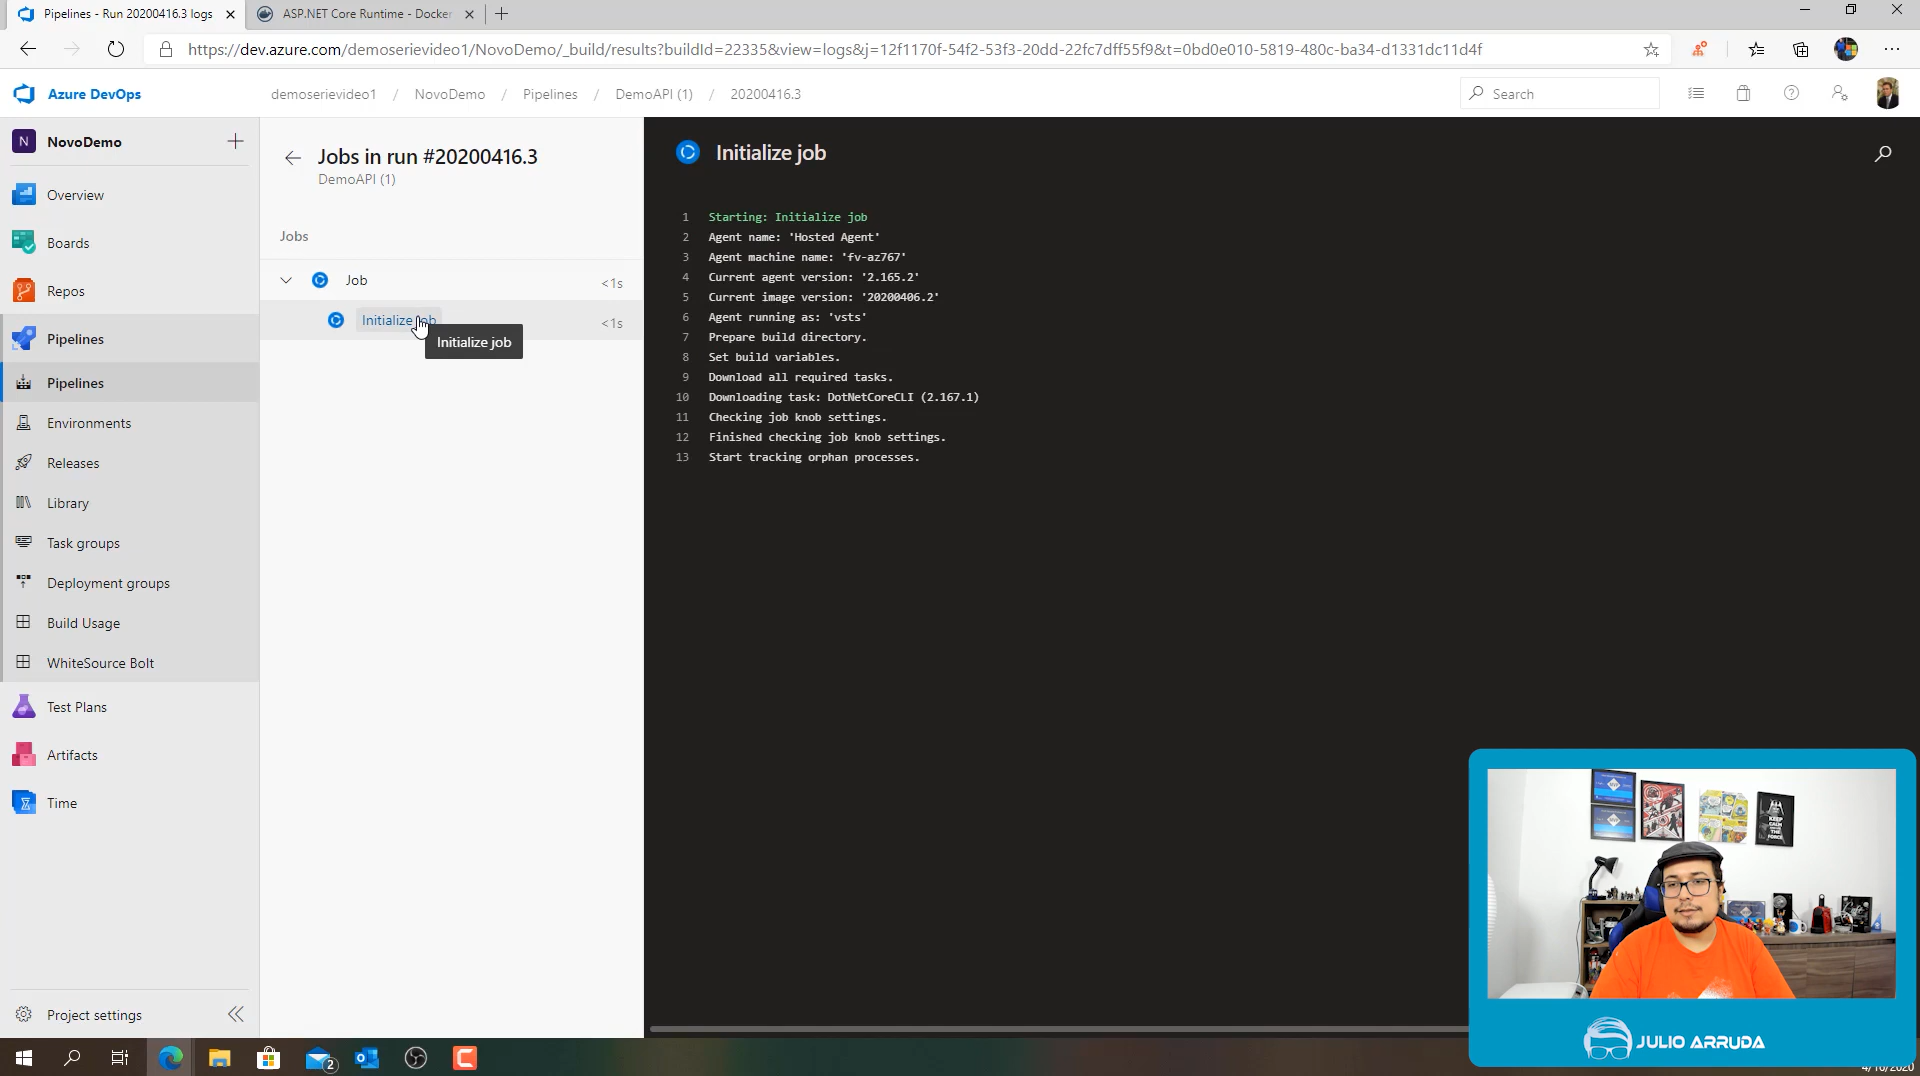 Pipelines - Run 20200416.3 logs
ASP.NET Core Runtime - Docker
https://dev.azure.com/demoserievideo1/NovoDemo/_build/results?buildId=22335&view=logs&j=12f1170f-54f2-53f3-20dd-22fc7dff55f9&t=0bd0e010-5819-480c-ba34-d1331dc11d4f
Azure DevOps
demoserievideo1 / NovoDemo / Pipelines / DemoAPI (1) / 20200416.3
Search
N NovoDemo
Overview
Boards
Repos
Pipelines
Pipelines
Environments
Releases
Library
Task groups
Deployment groups
Build Usage
WhiteSource Bolt
Test Plans
Artifacts
Time
Project settings
Jobs in run #20200416.3
DemoAPI (1)
Jobs
Job <1s
Initialize job <1s
Initialize job
Initialize job
1 Starting: Initialize job
2 Agent name: 'Hosted Agent'
3 Agent machine name: 'fv-az767'
4 Current agent version: '2.165.2'
5 Current image version: '20200406.2'
6 Agent running as: 'vsts'
7 Prepare build directory.
8 Set build variables.
9 Download all required tasks.
10 Downloading task: DotNetCoreCLI (2.167.1)
11 Checking job knob settings.
12 Finished checking job knob settings.
13 Start tracking orphan processes.
KEEP
CALM
THE
FORCE
JULIO ARRUDA
2